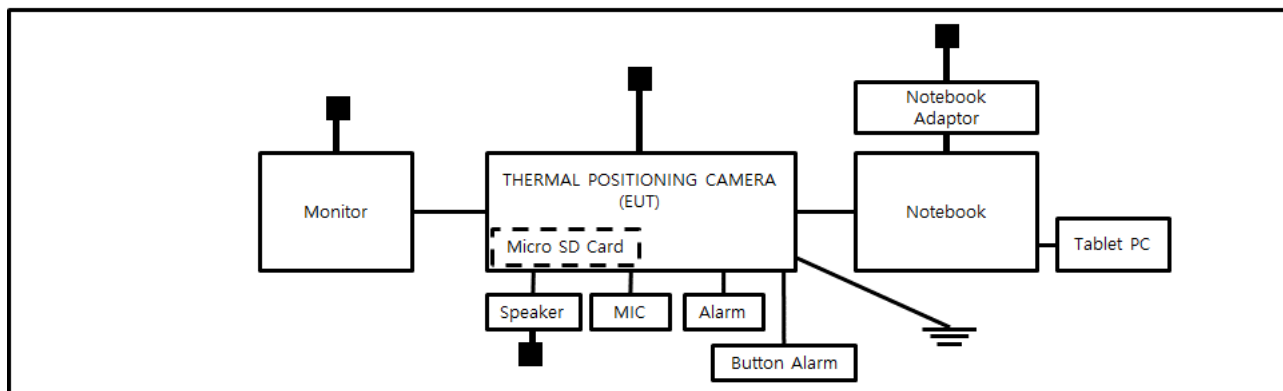 Notebook
Adaptor
THERMAL POSITIONING CAMERA
(EUT)
Monitor
Notebook
Micro SD Card
Tablet PC
Speaker
MIC
Alarm
Button Alarm